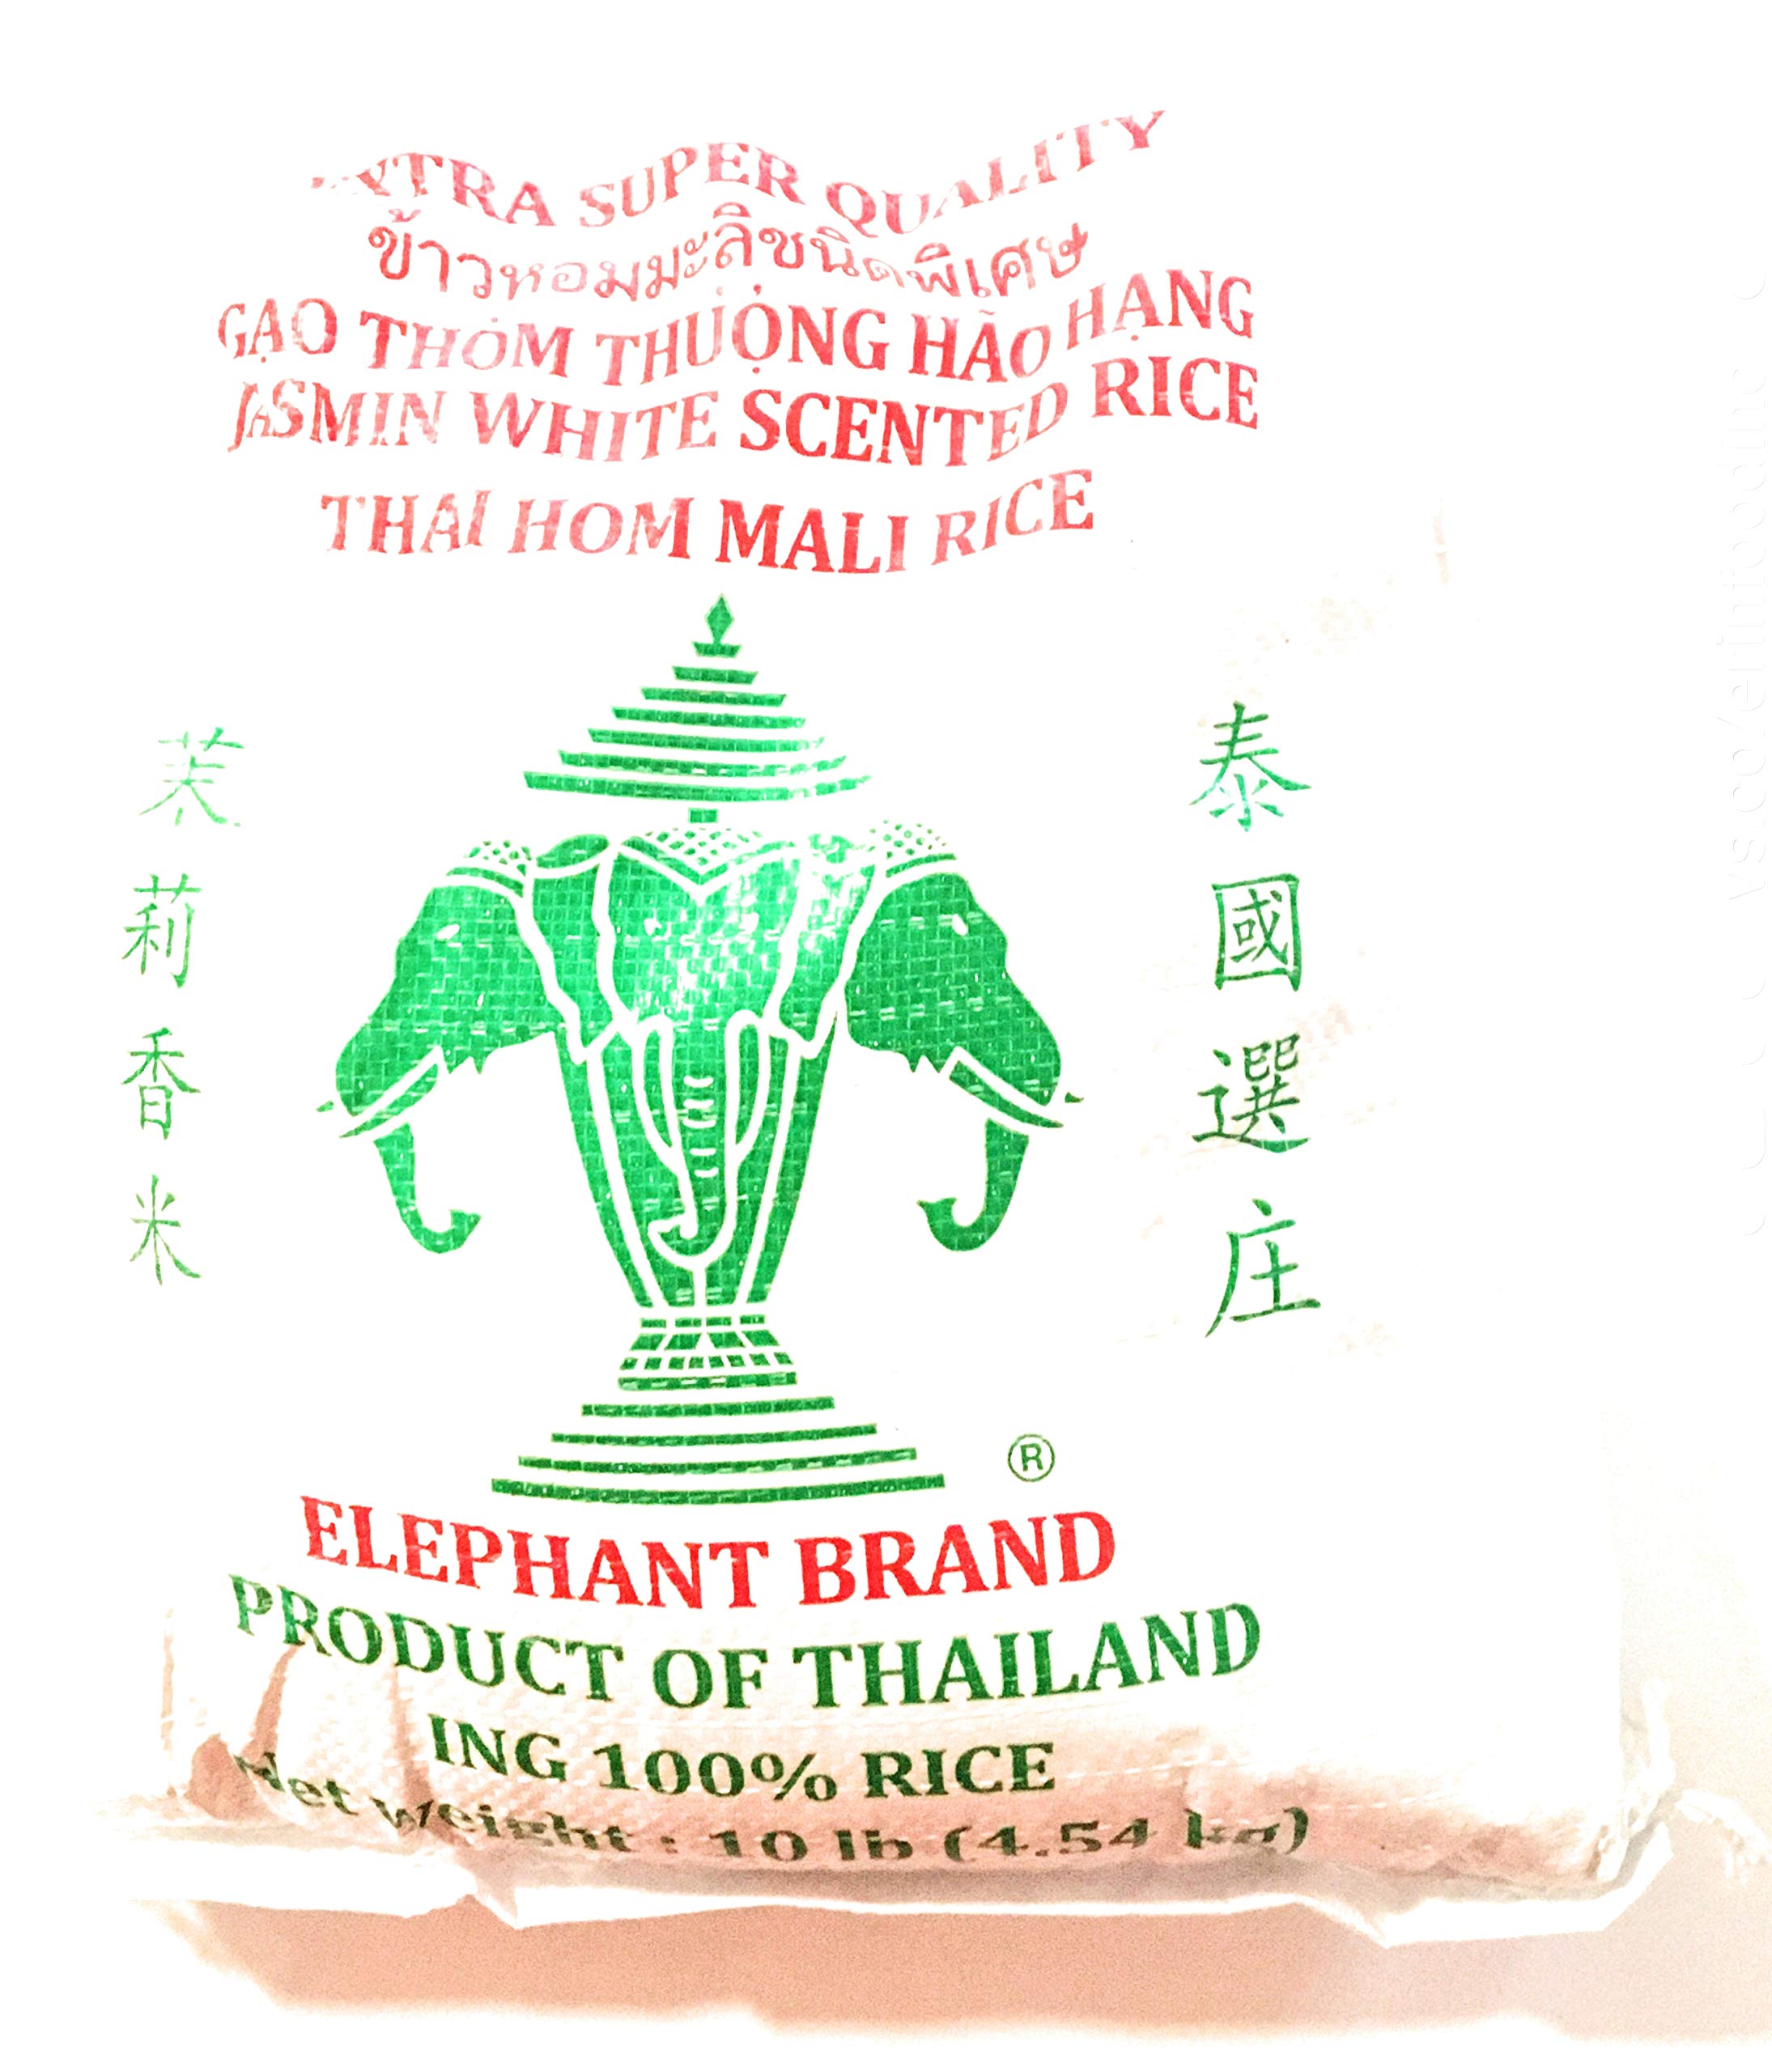 EXTRA SUPER QUALITY
ข้าวหอมมะลิชนิดพิเศษ
GẠO THƠM THƯỢNG HÃO HẠNG
JASMIN WHITE SCENTED RICE
THAI HOM MALI RICE
茉莉香米
泰國選庄
®
ELEPHANT BRAND
PRODUCT OF THAILAND
ING 100% RICE
Net weight : 10 lb (4.54 kg)